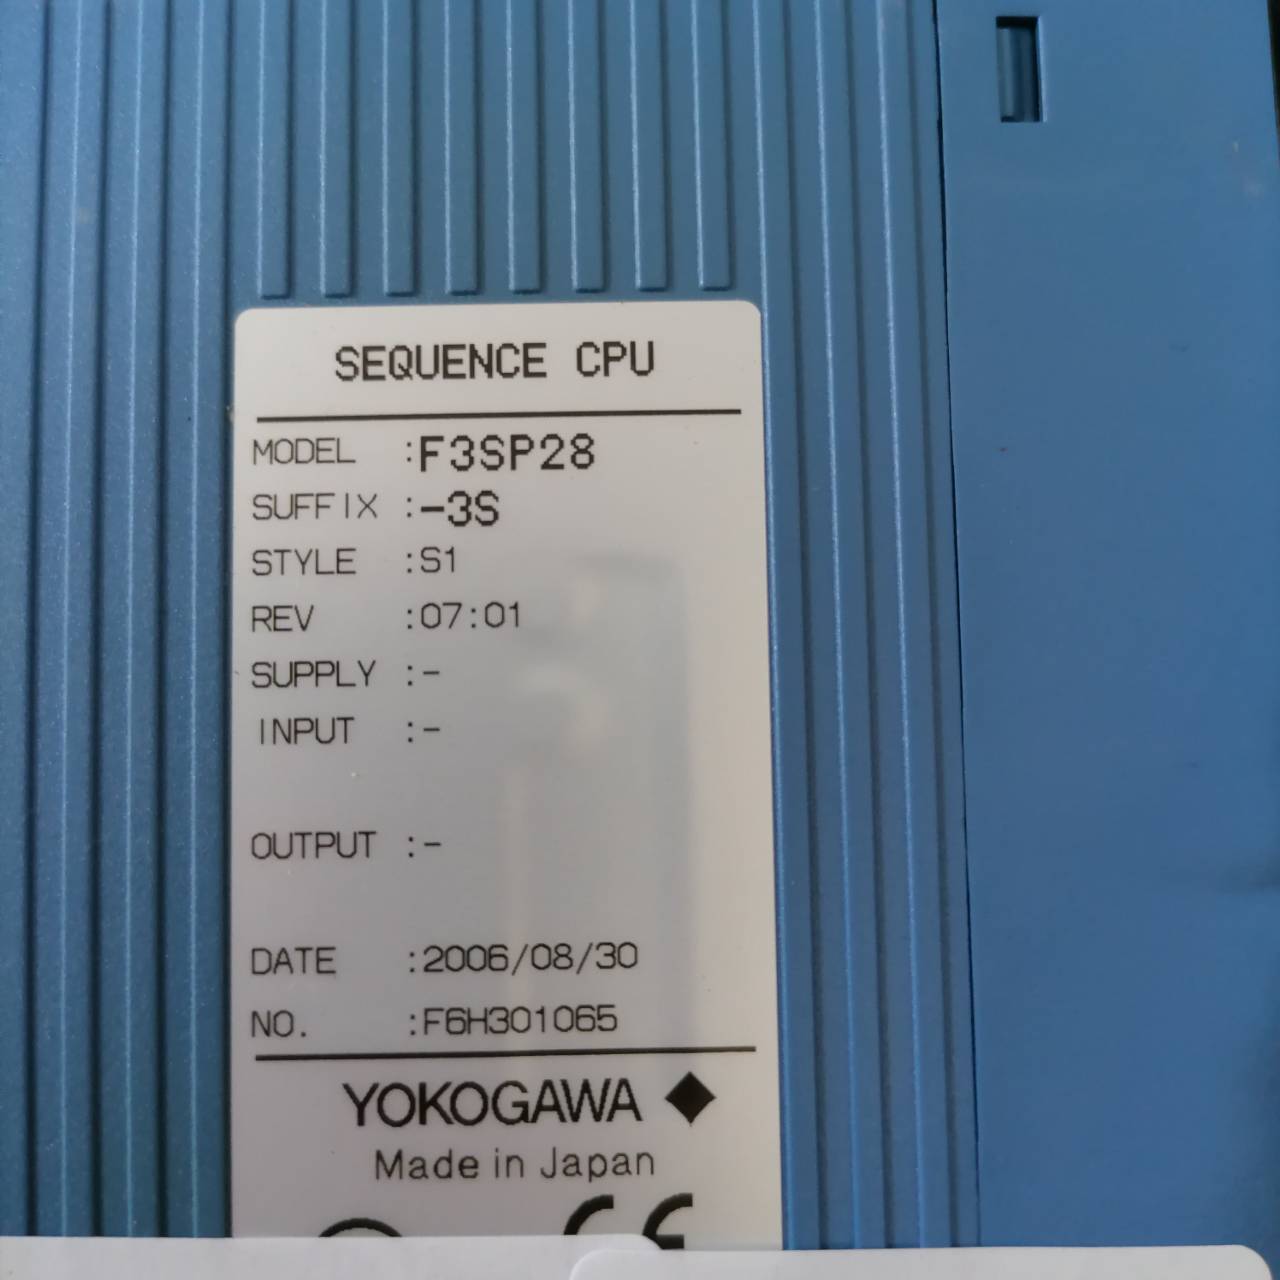 SEQUENCE CPU
MODEL :F3SP28
SUFFIX :-3S
STYLE :S1
REV :07:01
SUPPLY :-
INPUT :-
OUTPUT :-
DATE :2006/08/30
NO. :F6H301065
YOKOGAWA
Made in Japan
CE